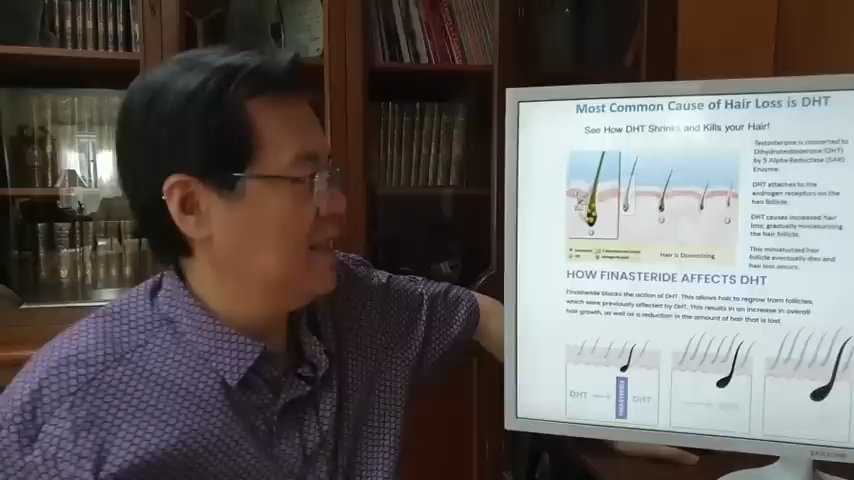 Most Common Cause of Hair Loss is DHT
See How DHT Shrinks and Kills your Hair!
Testosterone is converted to
Dihydrotestosterone (DHT)
by 5 Alpha Reductase (5AR)
Enzyme.
DHT attaches to the
androgen receptors on the
hair follicle.
DHT causes increased hair
loss, gradually miniaturizing
the hair follicle.
This miniaturized hair
follicle eventually dies and
hair loss occurs.
Hair is Downsizing
HOW FINASTERIDE AFFECTS DHT
Finasteride blocks the action of DHT. This allows hair to regrow from follicles,
which were previously affected by DHT. This results in an increase in overall
hair growth, as well as a reduction in the amount of hair that is lost.
DHT
FINASTERIDE
DHT
SAMSUNG